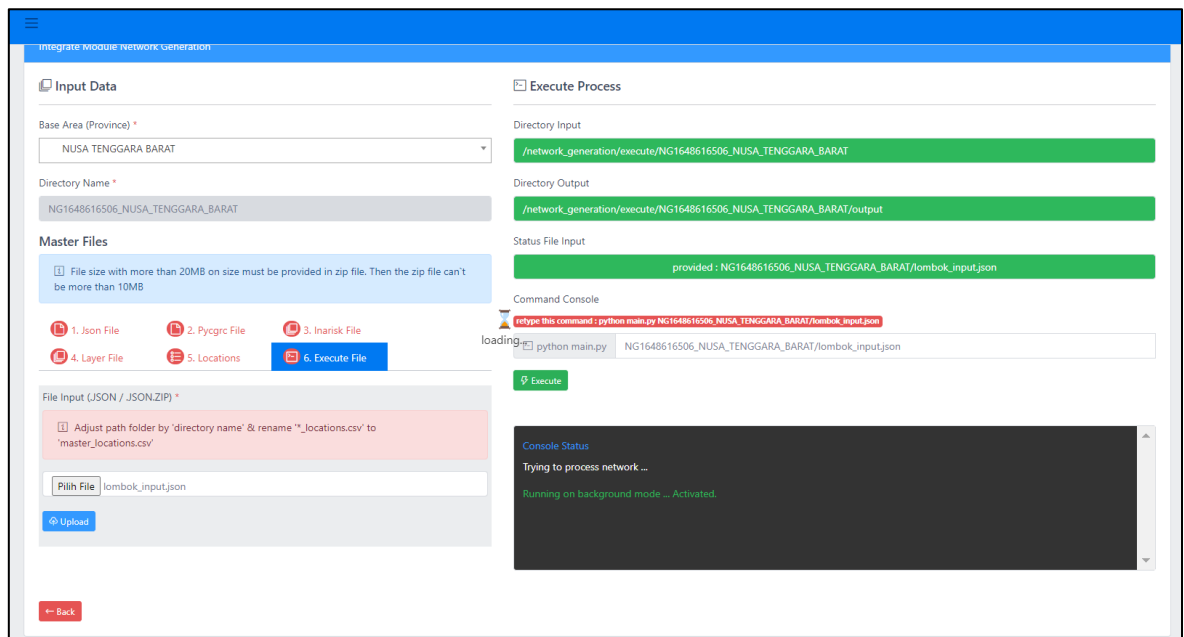 Integrate Module Network Generation
Input Data
Base Area (Province) *
NUSA TENGGARA BARAT
Directory Name *
NG1648616506_NUSA_TENGGARA_BARAT
Master Files
File size with more than 20MB on size must be provided in zip file. Then the zip file can`t
be more than 10MB
1. Json File
2. Pycgrc File
3. Inarisk File
4. Layer File
5. Locations
6. Execute File
File Input (.JSON / .JSON.ZIP) *
Adjust path folder by 'directory name' & rename '*_locations.csv' to
'master_locations.csv'
Pilih File lombok_input.json
Upload
Back
Execute Process
Directory Input
/network_generation/execute/NG1648616506_NUSA_TENGGARA_BARAT
Directory Output
/network_generation/execute/NG1648616506_NUSA_TENGGARA_BARAT/output
Status File Input
provided : NG1648616506_NUSA_TENGGARA_BARAT/lombok_input.json
Command Console
retype this command : python main.py NG1648616506_NUSA_TENGGARA_BARAT/lombok_input.json
loading...
python main.py NG1648616506_NUSA_TENGGARA_BARAT/lombok_input.json
Execute
Console Status
Trying to process network ...
Running on background mode ... Activated.